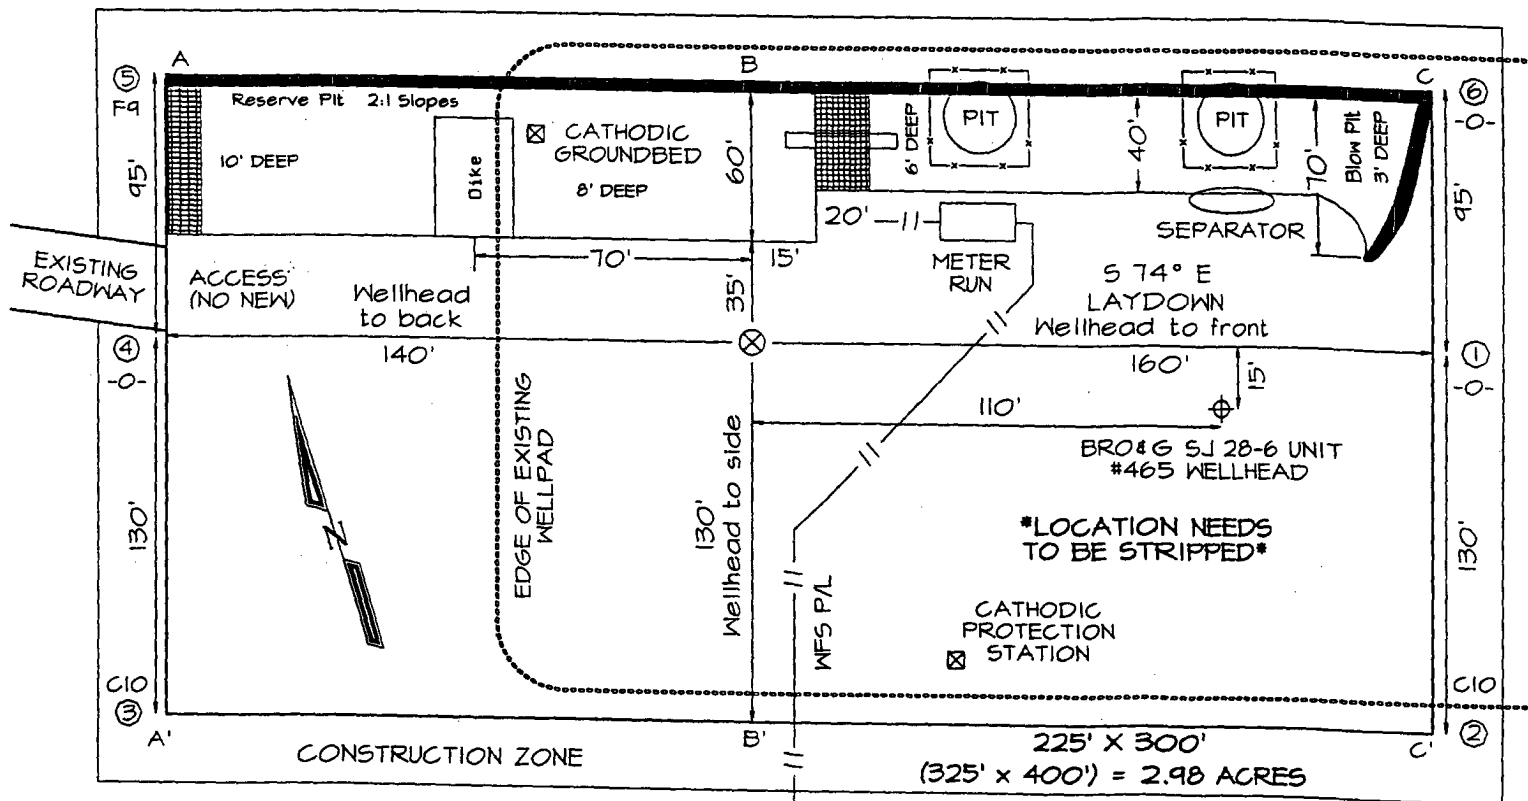 A
B
C
5
F9
Reserve Pit 2:1 Slopes
10' DEEP
Dike
CATHODIC
GROUNDBED
8' DEEP
60'
6' DEEP
PIT
40'
PIT
70'
Blow Pit
3' DEEP
6
-0-
95'
95'
EXISTING
ROADWAY
ACCESS
(NO NEW)
Wellhead
to back
70'
15'
35'
20'
METER
RUN
SEPARATOR
S 74° E
LAYDOWN
Wellhead to front
4
-0-
140'
160'
1
-0-
15'
110'
BRO&G SJ 28-6 UNIT
#465 WELLHEAD
N
EDGE OF EXISTING
WELLPAD
130'
Wellhead to side
130'
WFS P/L
*LOCATION NEEDS
TO BE STRIPPED*
130'
CATHODIC
PROTECTION
STATION
C10
3
C10
2
A'
B'
C'
CONSTRUCTION ZONE
225' X 300'
(325' x 400') = 2.98 ACRES